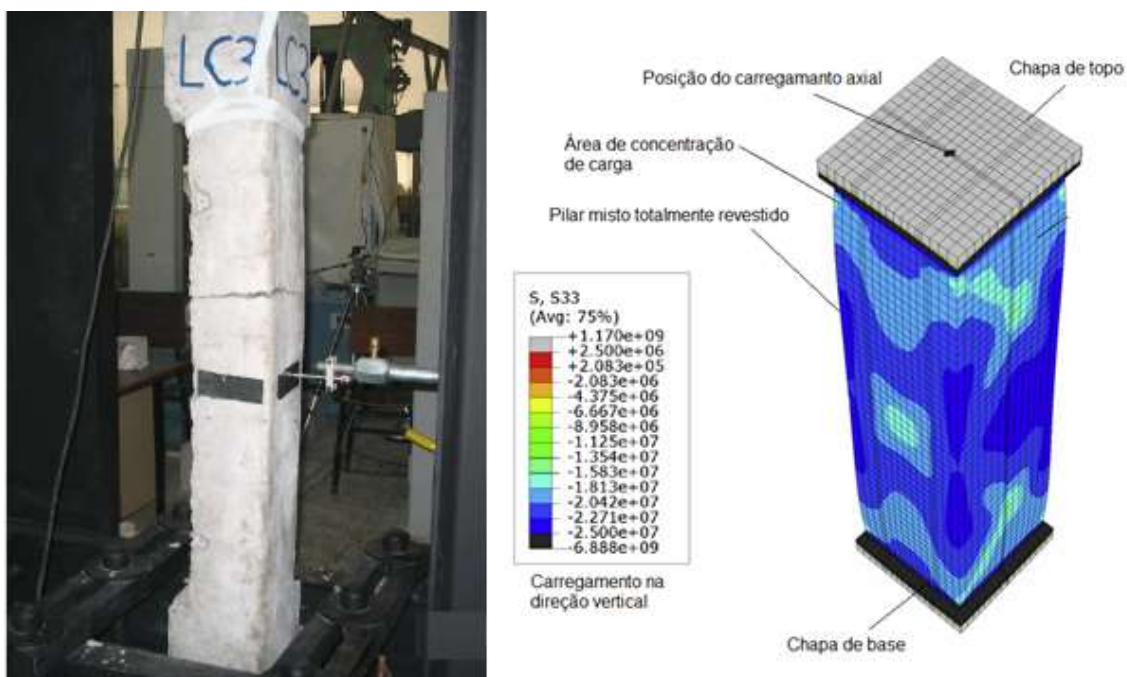 LC3 LC3
Posição do carregamanto axial
Chapa de topo
Área de concentração
de carga
Pilar misto totalmente revestido
S, S33
(Avg: 75%)
+1.170e+09
+2.500e+06
+2.083e+05
-2.083e+06
-4.375e+06
-6.667e+06
-8.958e+06
-1.125e+07
-1.354e+07
-1.583e+07
-1.813e+07
-2.042e+07
-2.271e+07
-2.500e+07
-6.888e+09
Carregamento na
direção vertical
Chapa de base